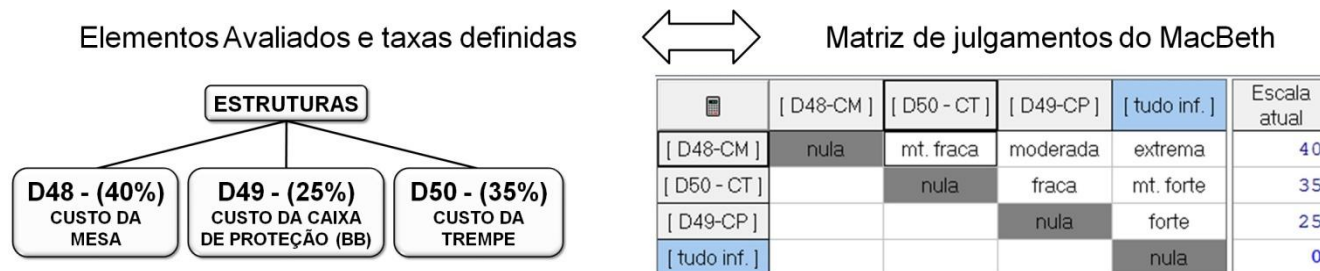 Elementos Avaliados e taxas definidas
ESTRUTURAS
D48 - (40%)
CUSTO DA
MESA
D49 - (25%)
CUSTO DA CAIXA
DE PROTEÇÃO (BB)
D50 - (35%)
CUSTO DA
TREMPE
Matriz de julgamentos do MacBeth
[ D48-CM ] [ D50 - CT ] [ D49-CP ] [ tudo inf. ] Escala
atual
[ D48-CM ] nula mt. fraca moderada extrema 40
[ D50 - CT ] nula fraca mt. forte 35
[ D49-CP ] nula forte 25
[ tudo inf. ] nula 0